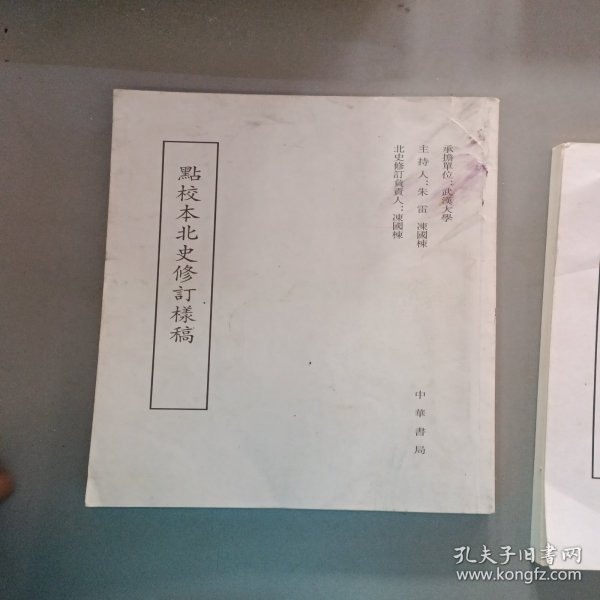 承擔單位：武漢大學
主持人：朱雷 凍國棟
北史修訂負責人：凍國棟
中華書局
點校本北史修訂樣稿
孔夫子旧书网
www.kongfz.com